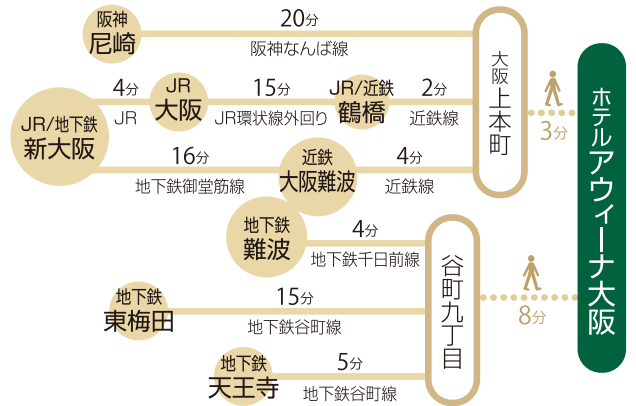 阪神
尼崎
20分
阪神なんば線
JR/地下鉄
新大阪
4分
JR
JR
大阪
15分
JR環状線外回り
JR/近鉄
鶴橋
2分
近鉄線
16分
地下鉄御堂筋線
近鉄
大阪難波
4分
近鉄線
大阪上本町
3分
地下鉄
難波
4分
地下鉄千日前線
地下鉄
東梅田
15分
地下鉄谷町線
地下鉄
天王寺
5分
地下鉄谷町線
谷町九丁目
8分
ホテルアウィーナ大阪